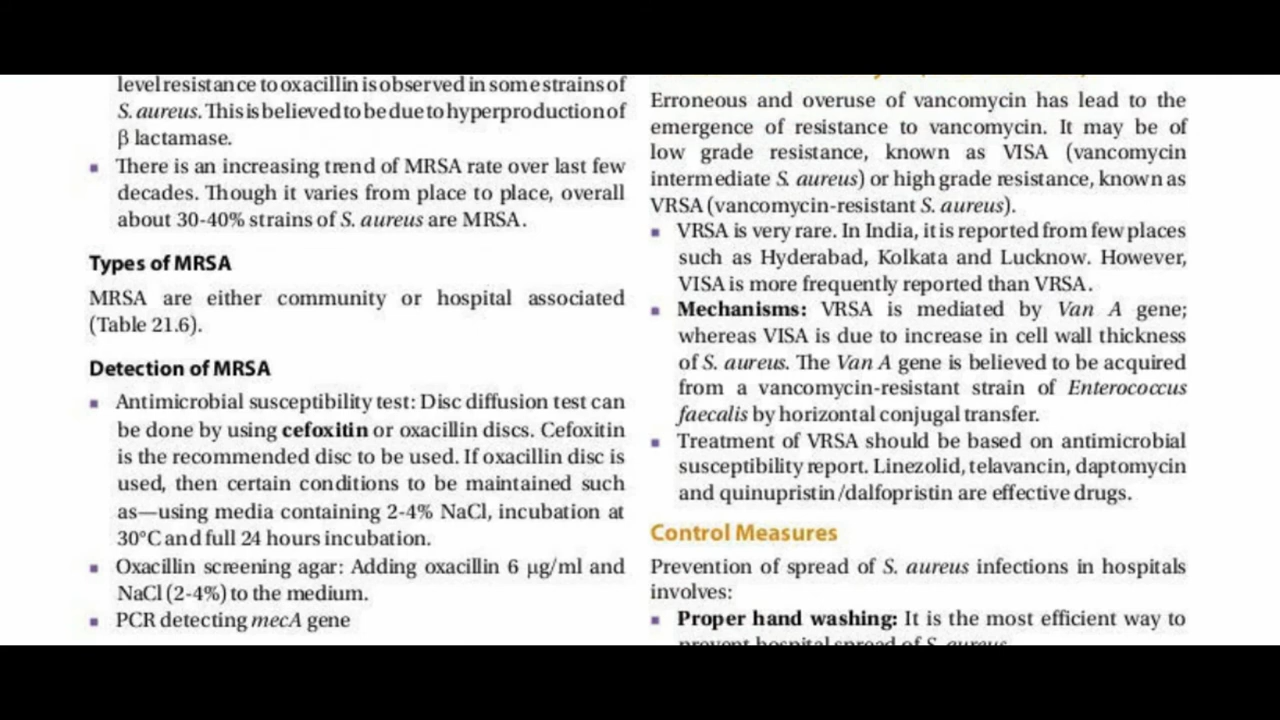 level resistance to oxacillin is observed in some strains of
S. aureus. This is believed to be due to hyperproduction of
β lactamase.
▪ There is an increasing trend of MRSA rate over last few
decades. Though it varies from place to place, overall
about 30-40% strains of S. aureus are MRSA.
Types of MRSA
MRSA are either community or hospital associated
(Table 21.6).
Detection of MRSA
▪ Antimicrobial susceptibility test: Disc diffusion test can
be done by using cefoxitin or oxacillin discs. Cefoxitin
is the recommended disc to be used. If oxacillin disc is
used, then certain conditions to be maintained such
as—using media containing 2-4% NaCl, incubation at
30°C and full 24 hours incubation.
▪ Oxacillin screening agar: Adding oxacillin 6 μg/ml and
NaCl (2-4%) to the medium.
▪ PCR detecting mecA gene
Erroneous and overuse of vancomycin has lead to the
emergence of resistance to vancomycin. It may be of
low grade resistance, known as VISA (vancomycin
intermediate S. aureus) or high grade resistance, known as
VRSA (vancomycin-resistant S. aureus).
▪ VRSA is very rare. In India, it is reported from few places
such as Hyderabad, Kolkata and Lucknow. However,
VISA is more frequently reported than VRSA.
▪ Mechanisms: VRSA is mediated by Van A gene;
whereas VISA is due to increase in cell wall thickness
of S. aureus. The Van A gene is believed to be acquired
from a vancomycin-resistant strain of Enterococcus
faecalis by horizontal conjugal transfer.
▪ Treatment of VRSA should be based on antimicrobial
susceptibility report. Linezolid, telavancin, daptomycin
and quinupristin/dalfopristin are effective drugs.
Control Measures
Prevention of spread of S. aureus infections in hospitals
involves:
▪ Proper hand washing: It is the most efficient way to
prevent hospital spread of S. aureus